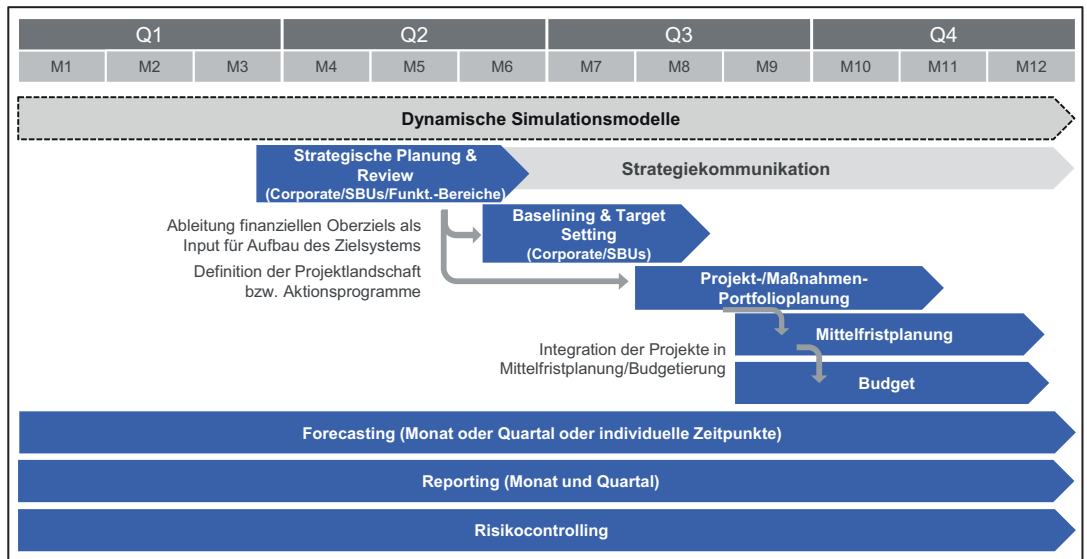 Q1 Q2 Q3 Q4
M1 M2 M3 M4 M5 M6 M7 M8 M9 M10 M11 M12
Dynamische Simulationsmodelle
Strategische Planung &
Review
(Corporate/SBUs/Funkt.-Bereiche)
Strategiekommunikation
Ableitung finanziellen Oberziels als
Input für Aufbau des Zielsystems
Baselining & Target
Setting
(Corporate/SBUs)
Definition der Projektlandschaft
bzw. Aktionsprogramme
Projekt-/Maßnahmen-
Portfolioplanung
Mittelfristplanung
Integration der Projekte in
Mittelfristplanung/Budgetierung
Budget
Forecasting (Monat oder Quartal oder individuelle Zeitpunkte)
Reporting (Monat und Quartal)
Risikocontrolling